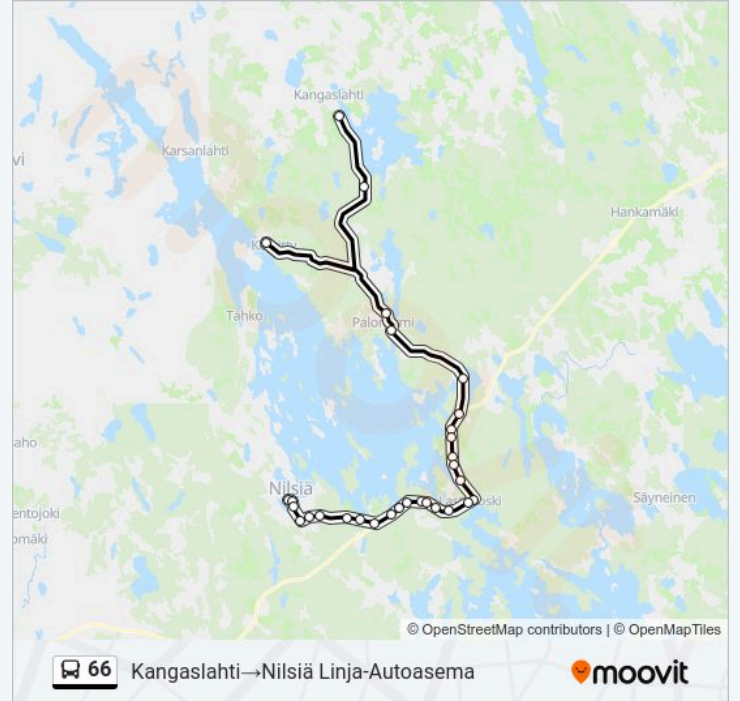 Kangaslahti
Karsanlahti
vi
Hankamäki
Tahko
Nilsiä
Säyneinen
aho
entojoki
omäki
© OpenStreetMap contributors | © OpenMapTiles
66 Kangaslahti→Nilsiä Linja-Autoasema moovit